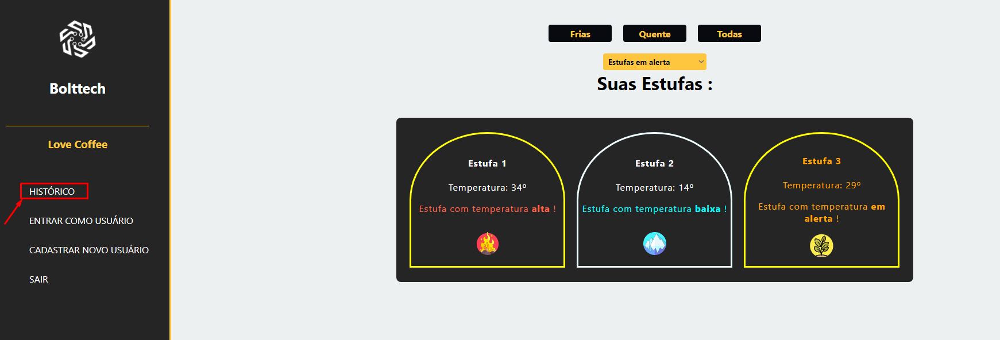 Bolttech
Love Coffee
HISTÓRICO
ENTRAR COMO USUÁRIO
CADASTRAR NOVO USUÁRIO
SAIR
Frias
Quente
Todas
Estufas em alerta
Suas Estufas :
Estufa 1
Temperatura: 34º
Estufa com temperatura alta !
Estufa 2
Temperatura: 14º
Estufa com temperatura baixa !
Estufa 3
Temperatura: 29º
Estufa com temperatura em
alerta !